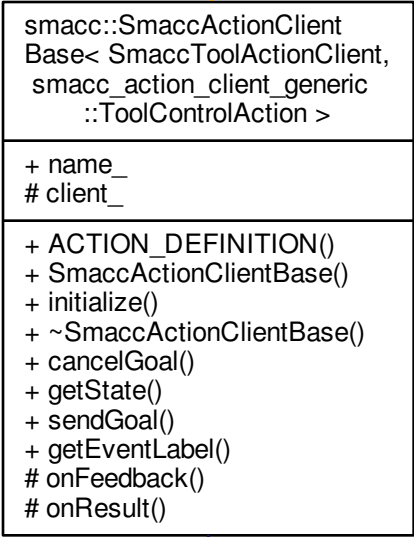 smacc::SmaccActionClient
Base< SmaccToolActionClient,
smacc_action_client_generic
::ToolControlAction >
+ name_
# client_
+ ACTION_DEFINITION()
+ SmaccActionClientBase()
+ initialize()
+ ~SmaccActionClientBase()
+ cancelGoal()
+ getState()
+ sendGoal()
+ getEventLabel()
# onFeedback()
# onResult()